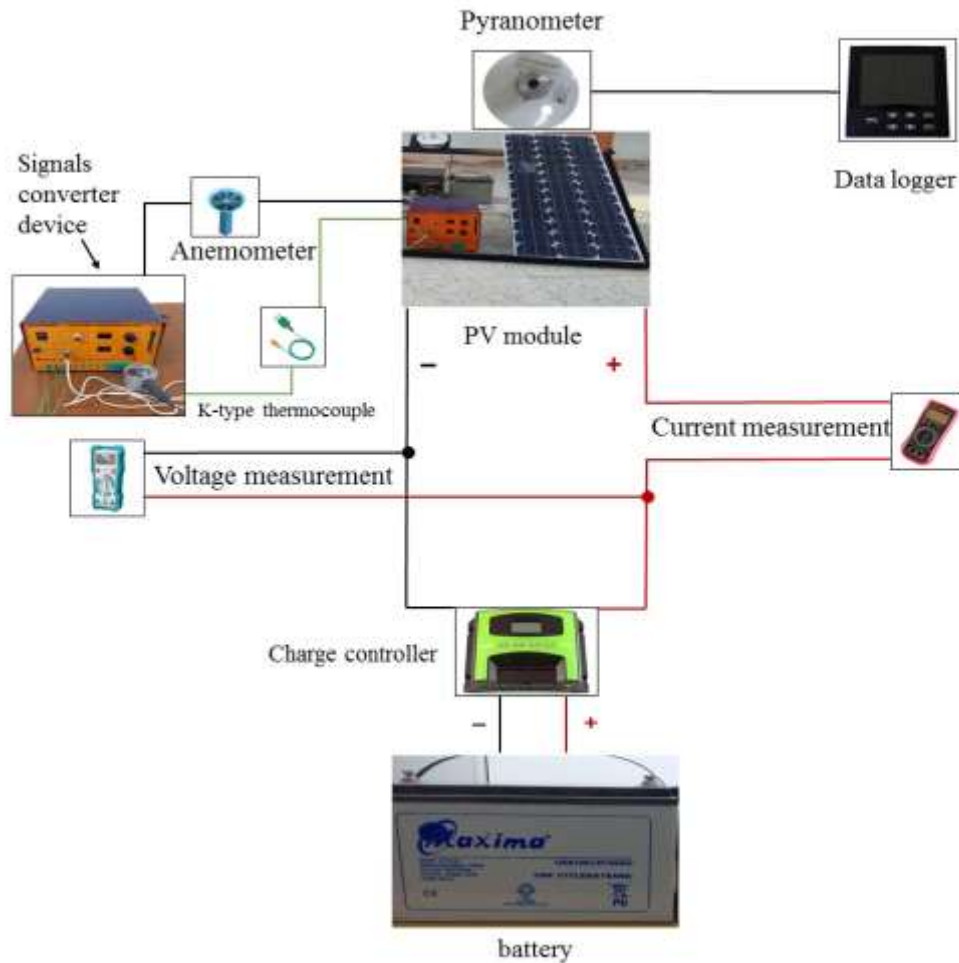 Pyranometer
Signals
converter
device
Data logger
Anemometer
PV module
−
+
K-type thermocouple
Current measurement
Voltage measurement
Charge controller
−
+
Maxima
battery